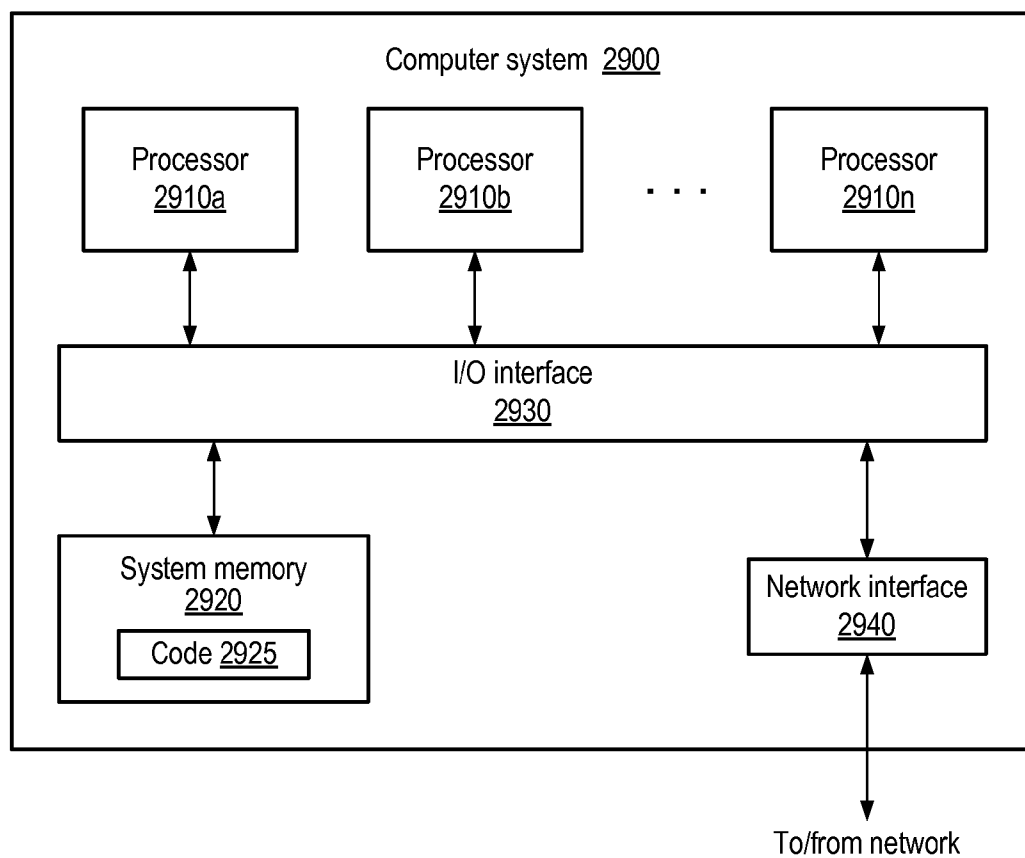 Computer system 2900
Processor
2910a
Processor
2910b
. . .
Processor
2910n
I/O interface
2930
System memory
2920
Code 2925
Network interface
2940
To/from network